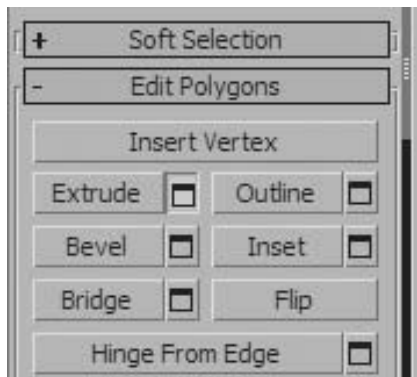 + Soft Selection
- Edit Polygons
Insert Vertex
Extrude Outline
Bevel Inset
Bridge Flip
Hinge From Edge